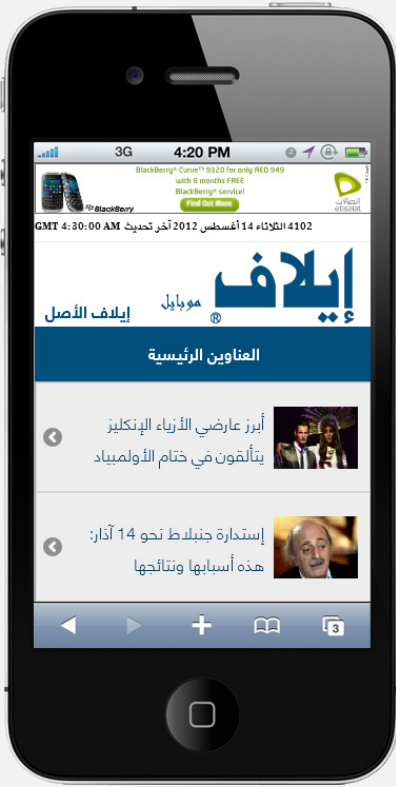 3G 4:20 PM
BlackBerry® Curve™ 9320 for only AED 949
with 6 months FREE
BlackBerry® service!
Find Out More
BlackBerry
اتصالات
etisalat
4102 الثلاثاء 14 أغسطس 2012 آخر تحديث GMT 4:30:00 AM
إيلاف®
موبايل
إيلاف الأصل
العناوين الرئيسية
أبرز عارضي الأزياء الإنكليز
يتألقون في ختام الأولمبياد
إستدارة جنبلاط نحو 14 آذار:
هذه أسبابها ونتائجها
3